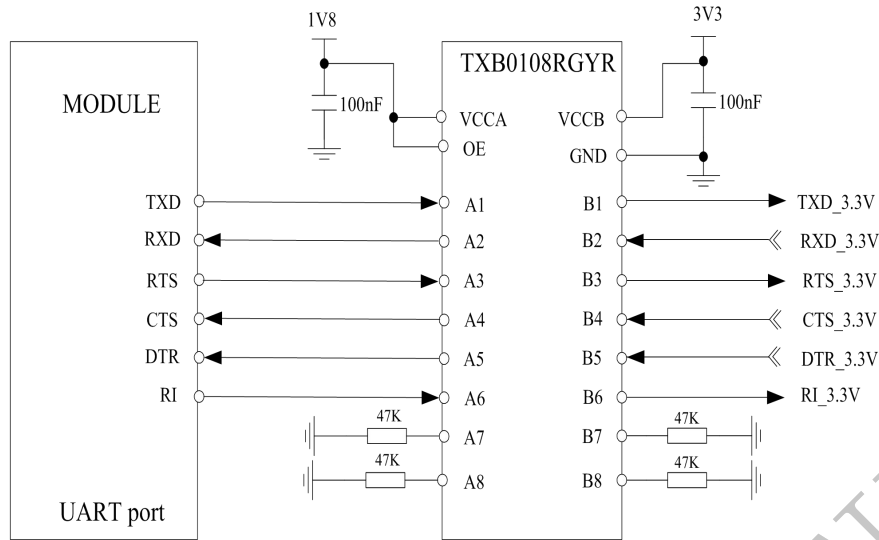 1V8
3V3
TXB0108RGYR
MODULE
100nF
100nF
VCCA
VCCB
OE
GND
TXD
A1
B1
TXD_3.3V
RXD
A2
B2
RXD_3.3V
RTS
A3
B3
RTS_3.3V
CTS
A4
B4
CTS_3.3V
DTR
A5
B5
DTR_3.3V
RI
A6
B6
RI_3.3V
47K
A7
B7
47K
47K
A8
B8
47K
UART port